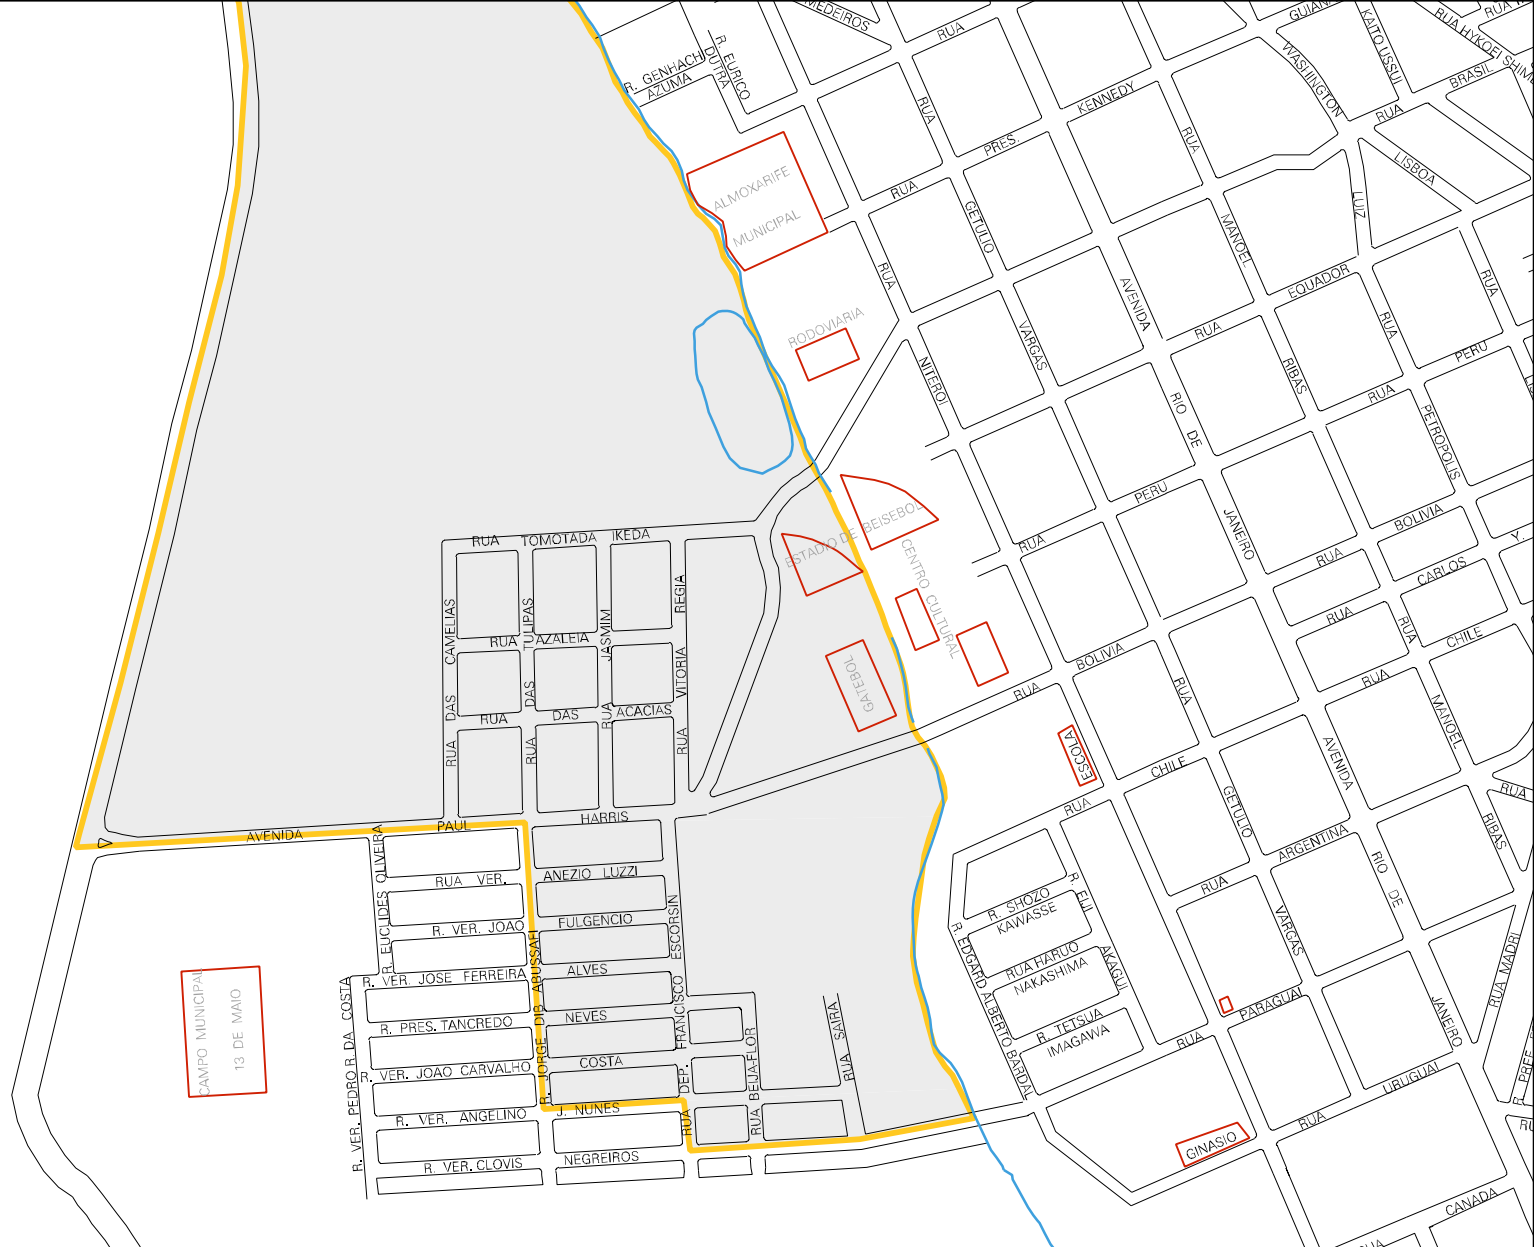 MEDEIROS
RUA
GUIANA
KAITO USSUI
RUA HYKOEI SHIM
RUA
R. GENHACHI
AZUMA
R. EURICO
DUTRA
WASHINGTON
BRASIL
KENNEDY
RUA
RUA
PRES.
RUA
RUA
LISBOA
LUIZ
ALMOXARIFE
MUNICIPAL
GETULIO
MANOEL
RUA
AVENIDA
EQUADOR
RUA
RUA
RODOVIARIA
VARGAS
RUA
RIBAS
PERU
NITEROI
RIO DE
RUA
PETROPOLIS
PERU
JANEIRO
BOLIVIA
Y.
ESTADIO DE BEISEBOL
CENTRO CULTURAL
RUA
RUA
CARLOS
RUA TOMOTADA IKEDA
RUA DAS CAMELIAS
RUA DAS TULIPAS
RUA JASMIM
RUA VITORIA REGIA
RUA AZALEIA
RUA DAS ACACIAS
GATEBOL
RUA
BOLIVIA
RUA
RUA
CHILE
RUA
MANOEL
ESCOLA
CHILE
RUA
AVENIDA
RUA
GETULIO
RIBAS
ARGENTINA
RUA
RIO DE
AVENIDA PAUL HARRIS
R. EUCLIDES OLIVEIRA
RUA VER. ANEZIO LUZZI
R. VER. JOAO FULGENCIO
R. VER. JOSE FERREIRA ALVES
R. PRES. TANCREDO NEVES
R. VER. JOAO CARVALHO COSTA
R. VER. ANGELINO J. NUNES
R. VER. CLOVIS NEGREIROS
R. VER. PEDRO R. DA COSTA
R. JORGE DIB ABUSSAFI
RUA DEP. FRANCISCO ESCORSIN
RUA BEIJA-FLOR
RUA SAIRA
CAMPO MUNICIPAL
13 DE MAIO
R. SHOZO
KAWASSE
R. EIJI
AKAGUI
RUA HARUO
NAKASHIMA
R. TETSUA
IMAGAWA
R. EDGARD ALBERTO BARDAL
VARGAS
RUA MADRI
RUA
PARAGUAI
JANEIRO
URUGUAI
RUA
GINASIO
CANADA